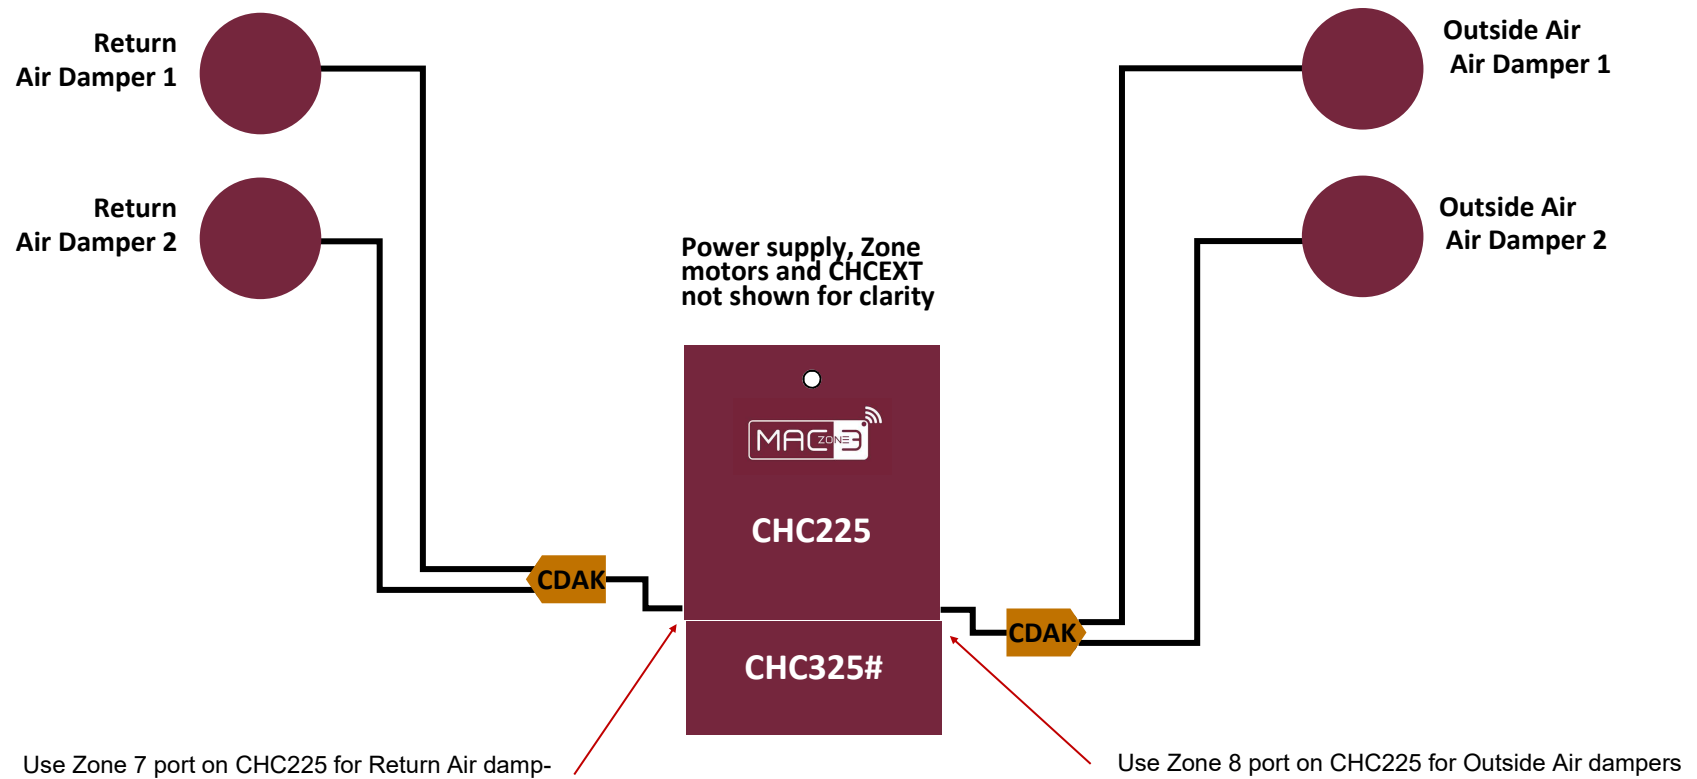 Return
Air Damper 1
Outside Air
Air Damper 1
Return
Air Damper 2
Outside Air
Air Damper 2
Power supply, Zone
motors and CHCEXT
not shown for clarity
MAC ZONE 3
CHC225
CDAK
CDAK
CHC325#
Use Zone 7 port on CHC225 for Return Air damp-
Use Zone 8 port on CHC225 for Outside Air dampers